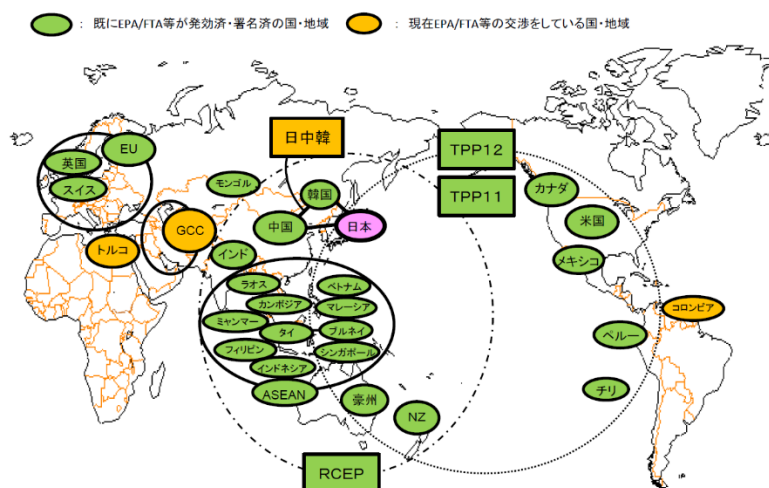 ： 既にEPA/FTA等が発効済・署名済の国・地域
： 現在EPA/FTA等の交渉をしている国・地域
日中韓
TPP12
TPP11
EU
英国
スイス
モンゴル
韓国
中国
日本
カナダ
米国
メキシコ
トルコ
GCC
インド
ラオス
ベトナム
カンボジア
マレーシア
ミャンマー
タイ
ブルネイ
フィリピン
シンガポール
インドネシア
ASEAN
豪州
NZ
コロンビア
ペルー
チリ
RCEP